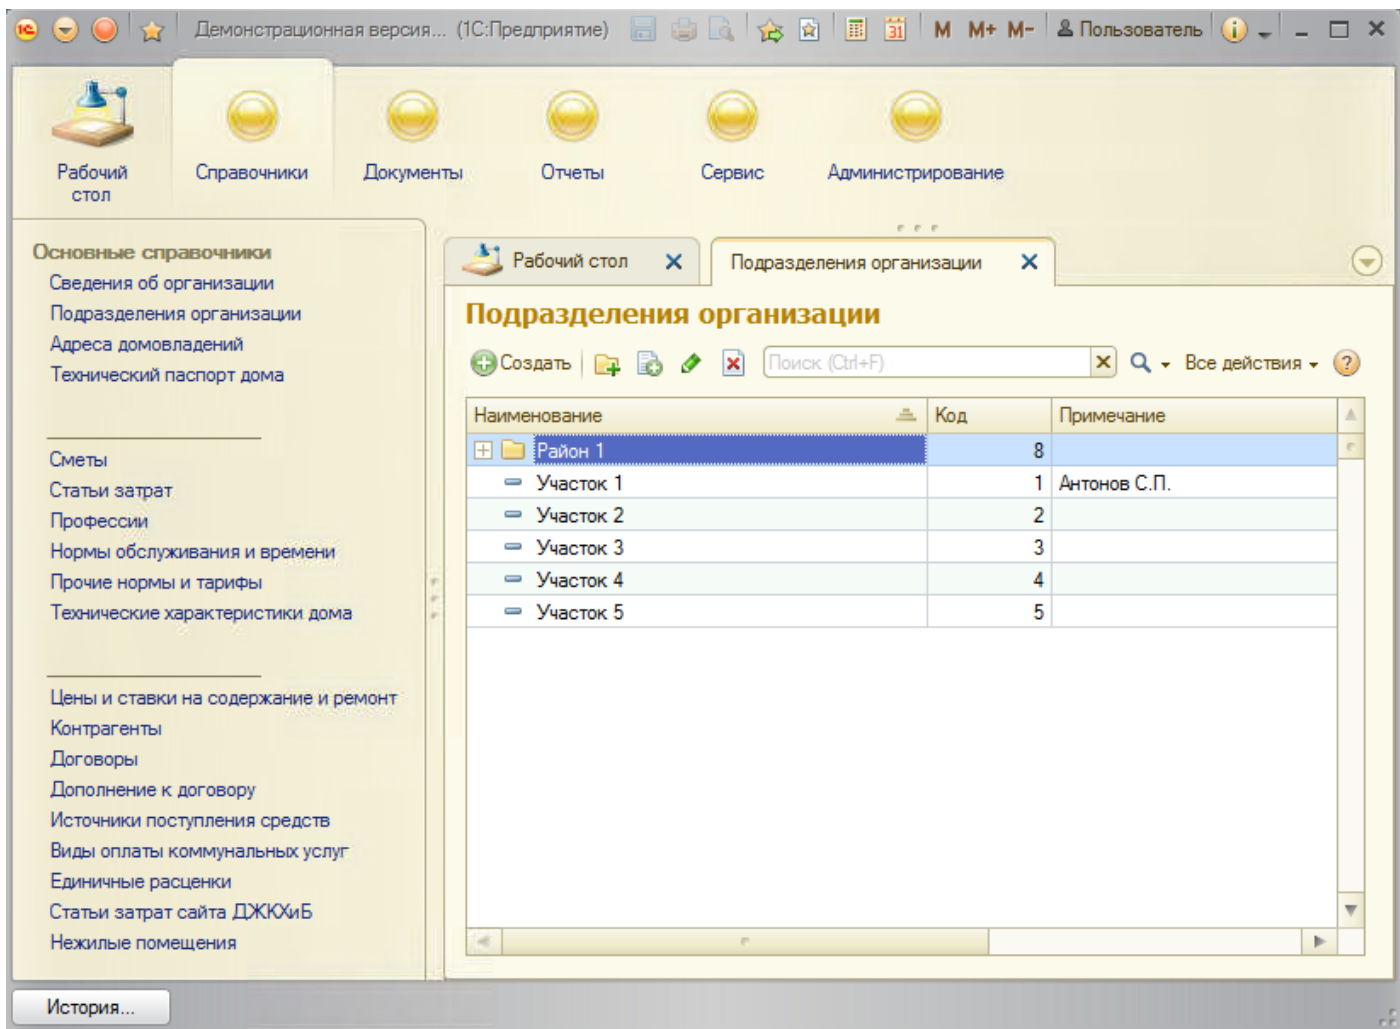 1С Демонстрационная версия... (1С:Предприятие) 31 M M+ M- Пользователь
Рабочий
стол
Справочники
Документы
Отчеты
Сервис
Администрирование
Основные справочники
Сведения об организации
Подразделения организации
Адреса домовладений
Технический паспорт дома
Сметы
Статьи затрат
Профессии
Нормы обслуживания и времени
Прочие нормы и тарифы
Технические характеристики дома
Цены и ставки на содержание и ремонт
Контрагенты
Договоры
Дополнение к договору
Источники поступления средств
Виды оплаты коммунальных услуг
Единичные расценки
Статьи затрат сайта ДЖКХиБ
Нежилые помещения
Рабочий стол
Подразделения организации
Подразделения организации
Создать Поиск (Ctrl+F) Все действия ?
Наименование Код Примечание
Район 1 8
Участок 1 1 Антонов С.П.
Участок 2 2
Участок 3 3
Участок 4 4
Участок 5 5
История...